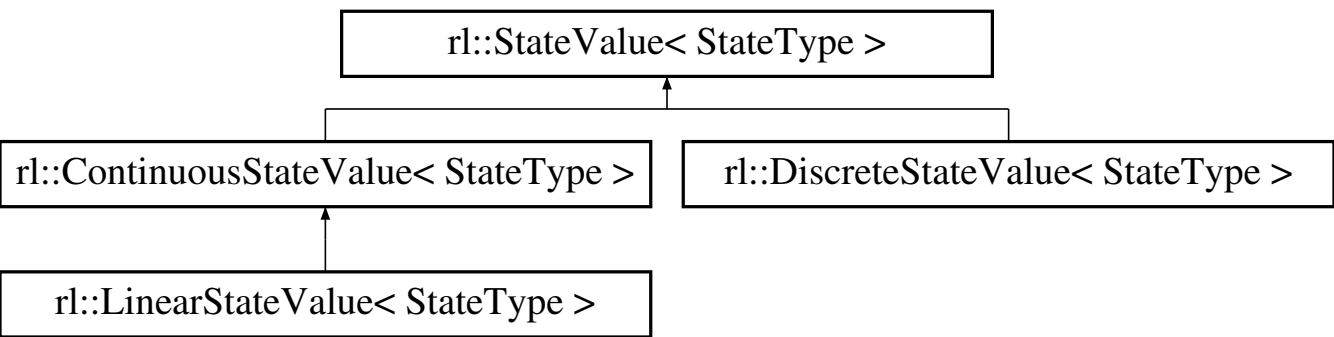 rl::StateValue< StateType >
rl::ContinuousStateValue< StateType >
rl::DiscreteStateValue< StateType >
rl::LinearStateValue< StateType >